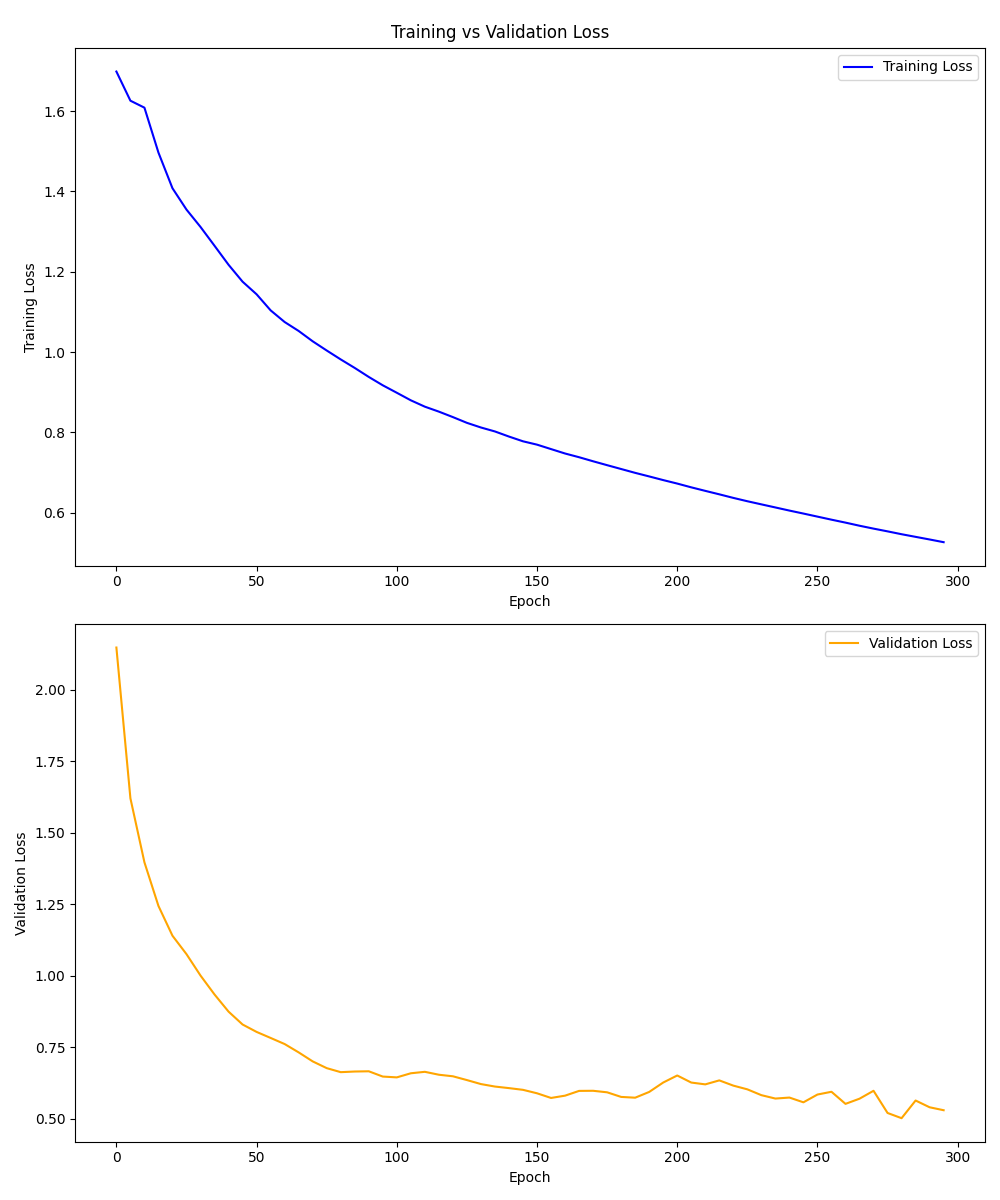 Training vs Validation Loss
Training Loss
1.6
1.4
1.2
1.0
0.8
0.6
Training Loss
0 50 100 150 200 250 300
Epoch
Validation Loss
2.00
1.75
1.50
1.25
1.00
0.75
0.50
Validation Loss
0 50 100 150 200 250 300
Epoch